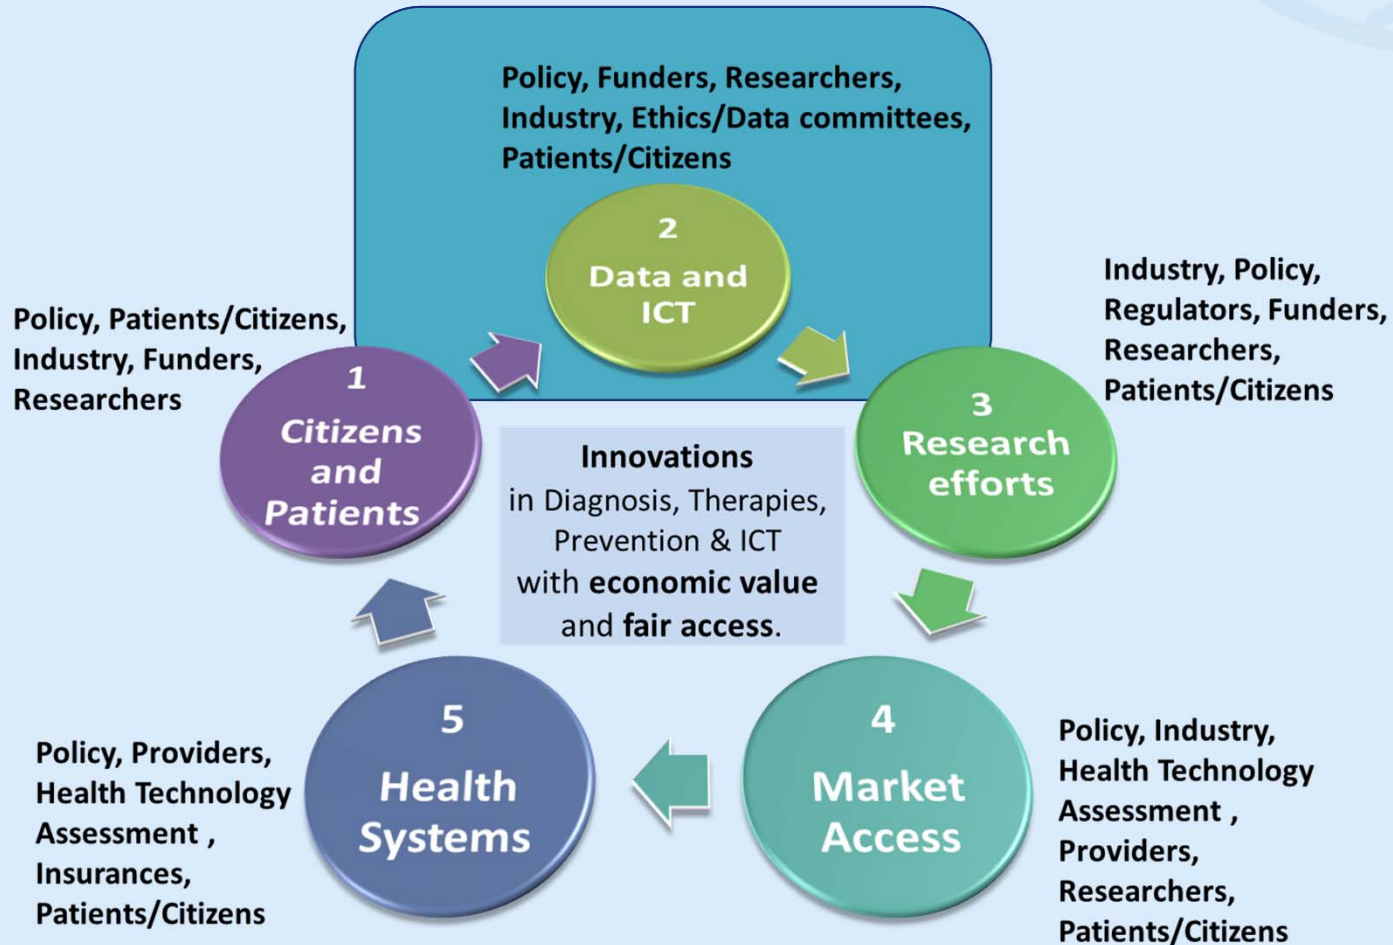 Policy, Funders, Researchers,
Industry, Ethics/Data committees,
Patients/Citizens
2
Data and
ICT
Policy, Patients/Citizens,
Industry, Funders,
Researchers
1
Citizens
and
Patients
Industry, Policy,
Regulators, Funders,
Researchers,
Patients/Citizens
3
Research
efforts
Innovations
in Diagnosis, Therapies,
Prevention & ICT
with economic value
and fair access.
5
Health
Systems
Policy, Providers,
Health Technology
Assessment ,
Insurances,
Patients/Citizens
4
Market
Access
Policy, Industry,
Health Technology
Assessment ,
Providers,
Researchers,
Patients/Citizens